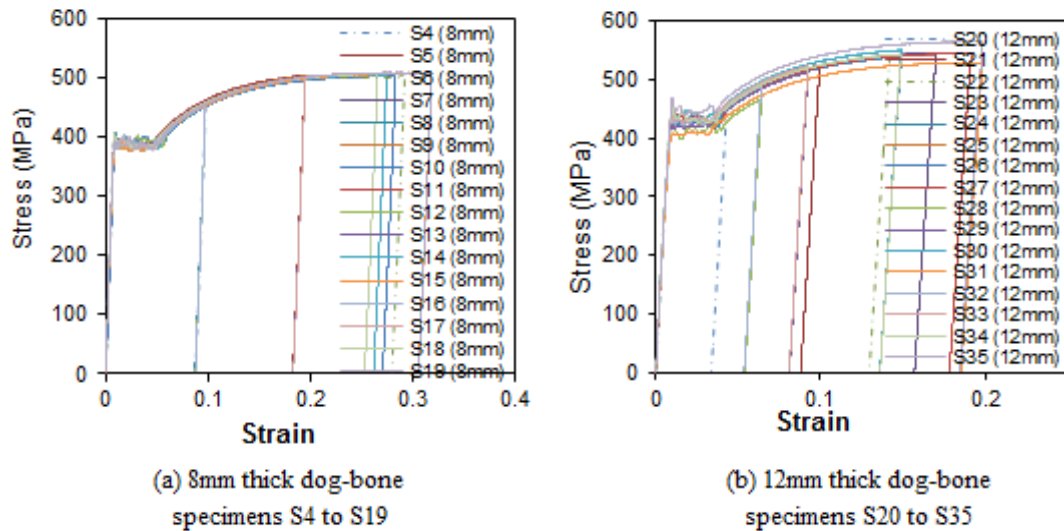 600
500
400
300
200
100
0
Stress (MPa)
0
0.1
0.2
0.3
0.4
Strain
S4 (8mm)
S5 (8mm)
S6 (8mm)
S7 (8mm)
S8 (8mm)
S9 (8mm)
S10 (8mm)
S11 (8mm)
S12 (8mm)
S13 (8mm)
S14 (8mm)
S15 (8mm)
S16 (8mm)
S17 (8mm)
S18 (8mm)
S19 (8mm)
(a) 8mm thick dog-bone
specimens S4 to S19
600
500
400
300
200
100
0
Stress (MPa)
0
0.1
0.2
Strain
S20 (12mm)
S21 (12mm)
S22 (12mm)
S23 (12mm)
S24 (12mm)
S25 (12mm)
S26 (12mm)
S27 (12mm)
S28 (12mm)
S29 (12mm)
S30 (12mm)
S31 (12mm)
S32 (12mm)
S33 (12mm)
S34 (12mm)
S35 (12mm)
(b) 12mm thick dog-bone
specimens S20 to S35